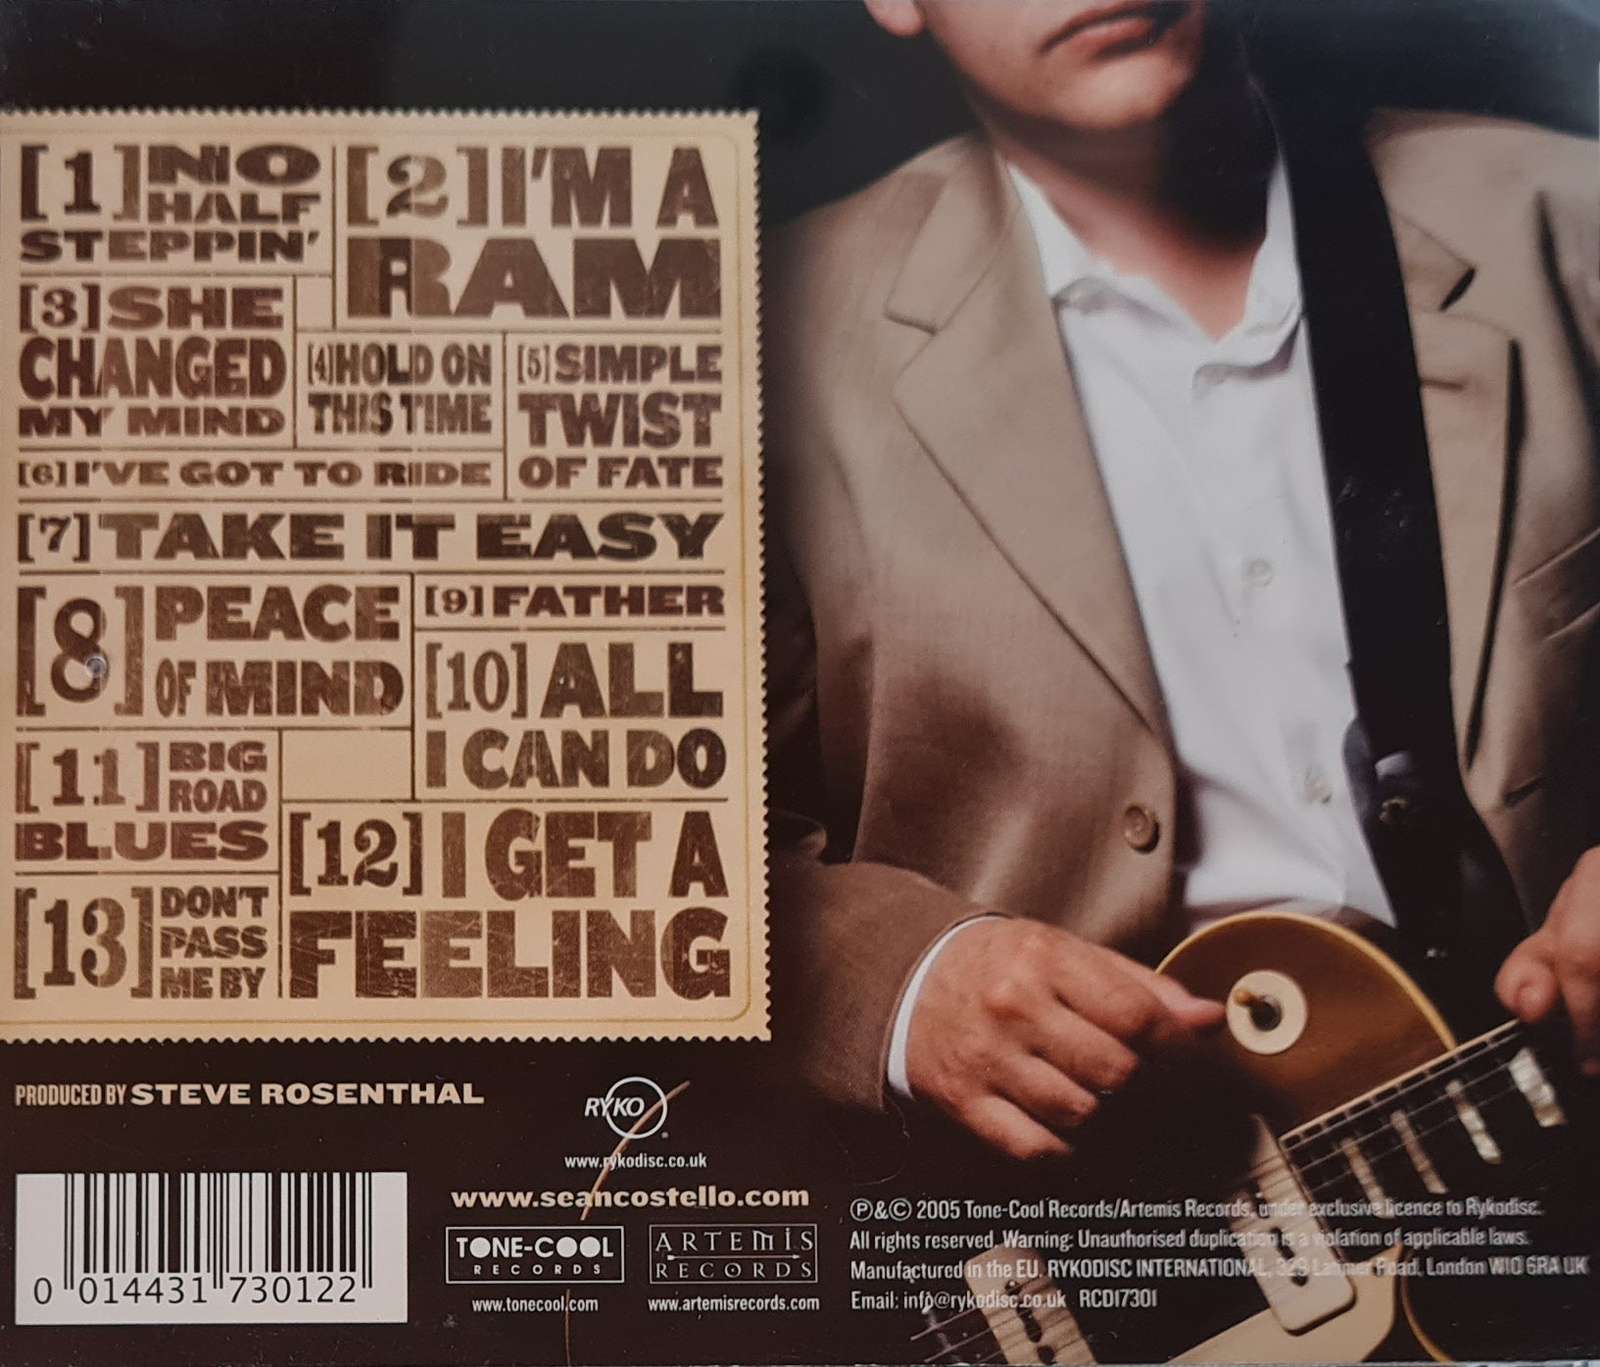 [1] NO
HALF
STEPPIN'
[2] I'M A
RAM
[3] SHE
CHANGED
MY MIND
[4] HOLD ON
THIS TIME
[5] SIMPLE
TWIST
OF FATE
[6] I'VE GOT TO RIDE
[7] TAKE IT EASY
[8] PEACE
OF MIND
[9] FATHER
[10] ALL
I CAN DO
[11] BIG
ROAD
BLUES
[12] I GET A
FEELING
[13] DON'T
PASS
ME BY
PRODUCED BY STEVE ROSENTHAL
RYKO
www.rykodisc.co.uk
www.seancostello.com
TONE-COOL
RECORDS
www.tonecool.com
ARTEMIS
RECORDS
www.artemisrecords.com
0 014431 730122
℗&© 2005 Tone-Cool Records/Artemis Records, under exclusive licence to Rykodisc.
All rights reserved. Warning: Unauthorised duplication is a violation of applicable laws.
Manufactured in the EU. RYKODISC INTERNATIONAL, 329 Latimer Road, London W10 6RA UK
Email: info@rykodisc.co.uk RCD17301